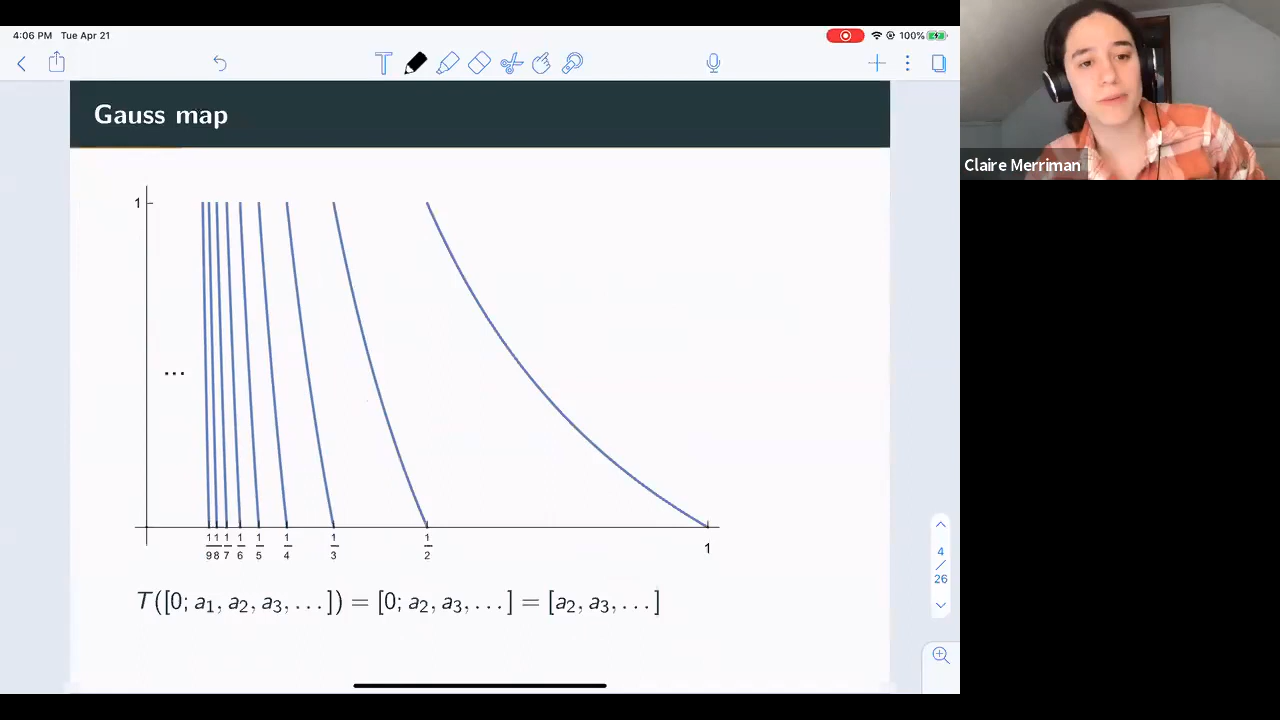 4:06 PM Tue Apr 21
100%
T
Gauss map
1
...
1/9 1/8 1/7 1/6 1/5 1/4 1/3 1/2 1
T([0; a₁, a₂, a₃, . . . ]) = [0; a₂, a₃, . . . ] = [a₂, a₃, . . . ]
4
/
26
Claire Merriman